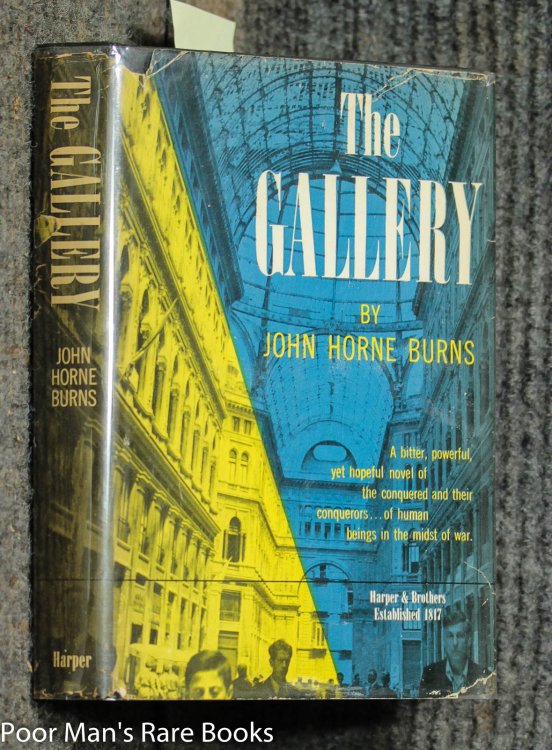 The GALLERY
JOHN
HORNE
BURNS
Harper
The
GALLERY
BY
JOHN HORNE BURNS
A bitter, powerful,
yet hopeful novel of
the conquered and their
conquerors...of human
beings in the midst of war.
Harper & Brothers
Established 1817
Poor Man's Rare Books